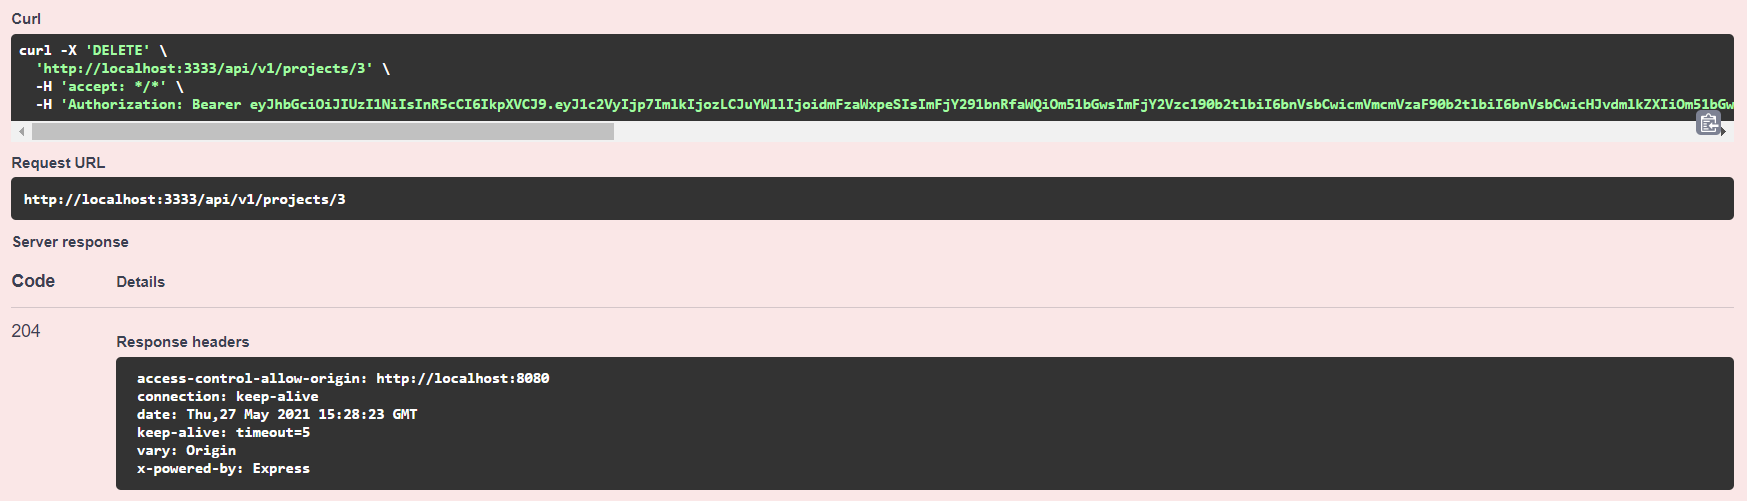 Curl
curl -X 'DELETE' \
'http://localhost:3333/api/v1/projects/3' \
-H 'accept: */*' \
-H 'Authorization: Bearer eyJhbGciOiJIUzI1NiIsInR5cCI6IkpXVCJ9.eyJ1c2VyIjp7ImlkIjozLCJuYW1lIjoidmFzaWxpeSIsImFjY291bnRfaWQiOm51bGwsImFjY2Vzc190b2tlbiI6bnVsbCwicmVmcmVzaF90b2tlbiI6bnVsbCwicHJvdmlkZXIiOm51bGw
Request URL
http://localhost:3333/api/v1/projects/3
Server response
Code Details
204
Response headers
access-control-allow-origin: http://localhost:8080
connection: keep-alive
date: Thu,27 May 2021 15:28:23 GMT
keep-alive: timeout=5
vary: Origin
x-powered-by: Express